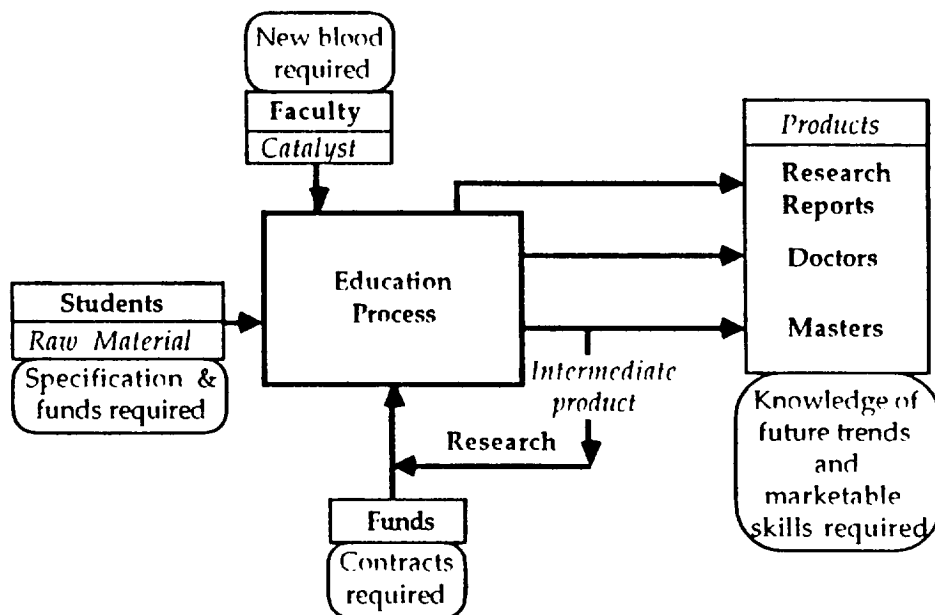 New blood
required
Faculty
Catalyst
Products
Research
Reports
Doctors
Masters
Education
Process
Students
Raw Material
Specification &
funds required
Intermediate
product
Research
Knowledge of
future trends
and
marketable
skills required
Funds
Contracts
required